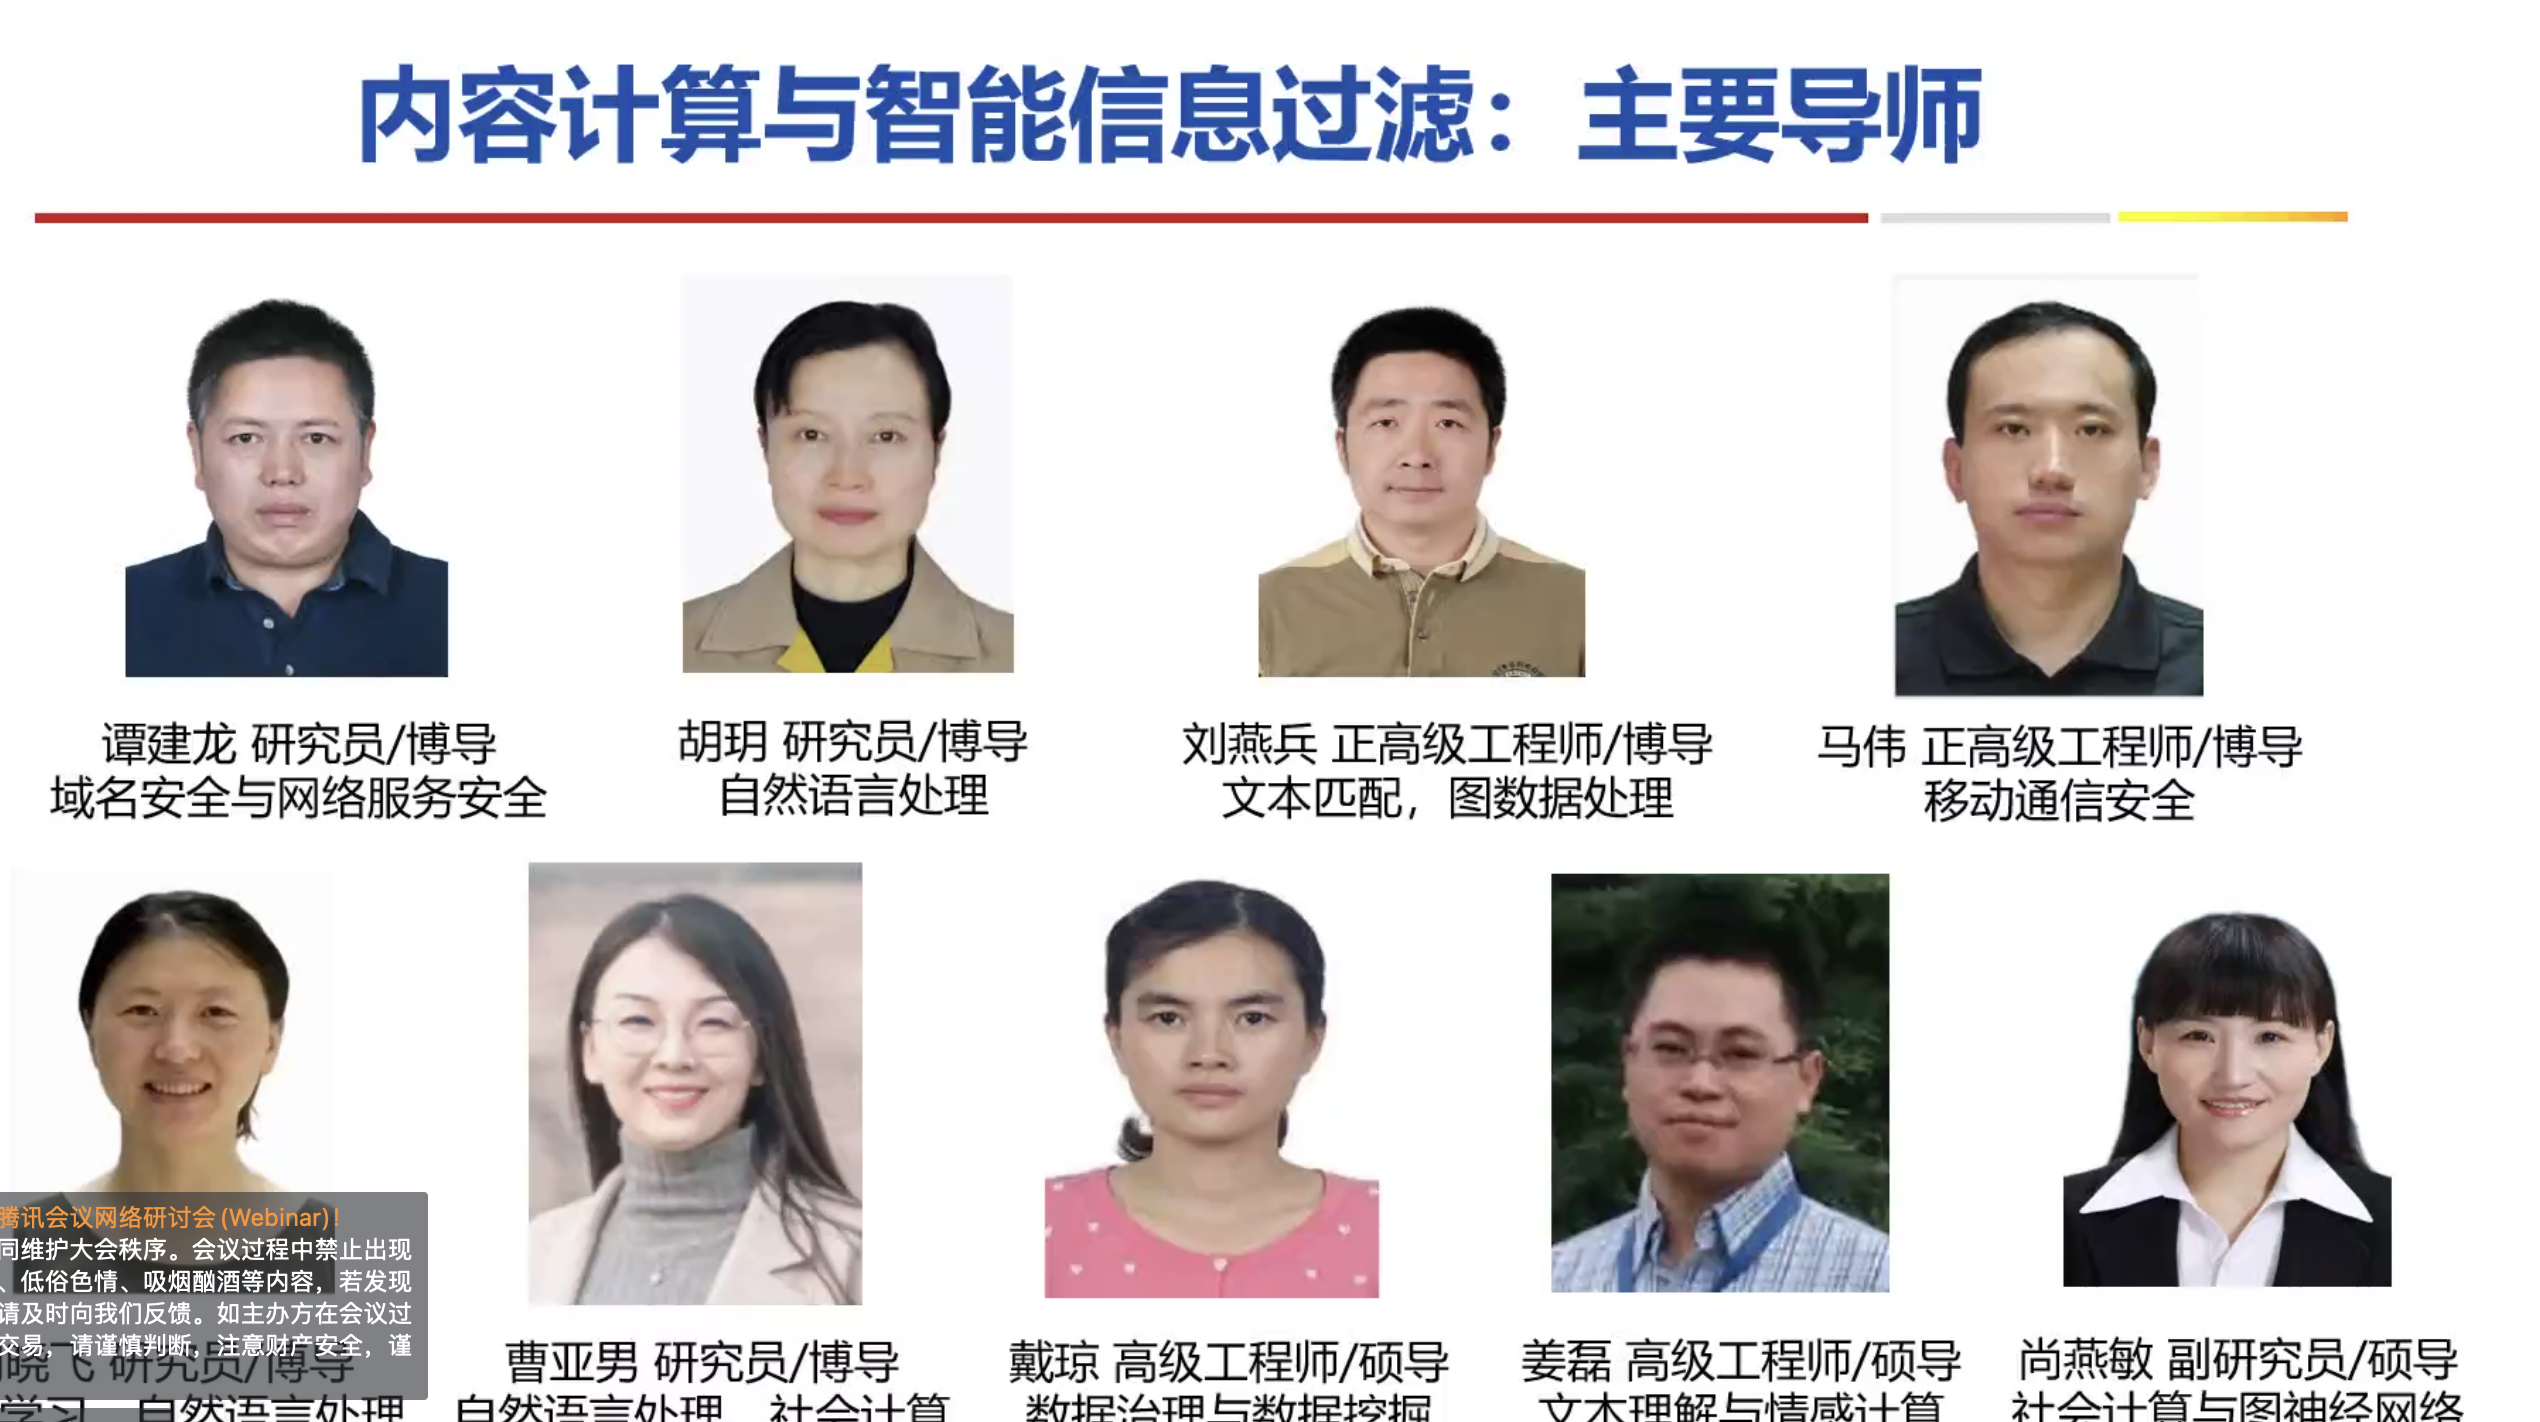 内容计算与智能信息过滤：主要导师
谭建龙 研究员/博导
域名安全与网络服务安全
胡玥 研究员/博导
自然语言处理
刘燕兵 正高级工程师/博导
文本匹配，图数据处理
马伟 正高级工程师/博导
移动通信安全
腾讯会议网络研讨会(Webinar)！
同维护大会秩序。会议过程中禁止出现
、低俗色情、吸烟酗酒等内容，若发现
请及时向我们反馈。如主办方在会议过
交易，请谨慎判断，注意财产安全，谨
晓飞 研究员/博导
学习，自然语言处理
曹亚男 研究员/博导
自然语言处理，社会计算
戴琼 高级工程师/硕导
数据治理与数据挖掘
姜磊 高级工程师/硕导
文本理解与情感计算
尚燕敏 副研究员/硕导
社会计算与图神经网络